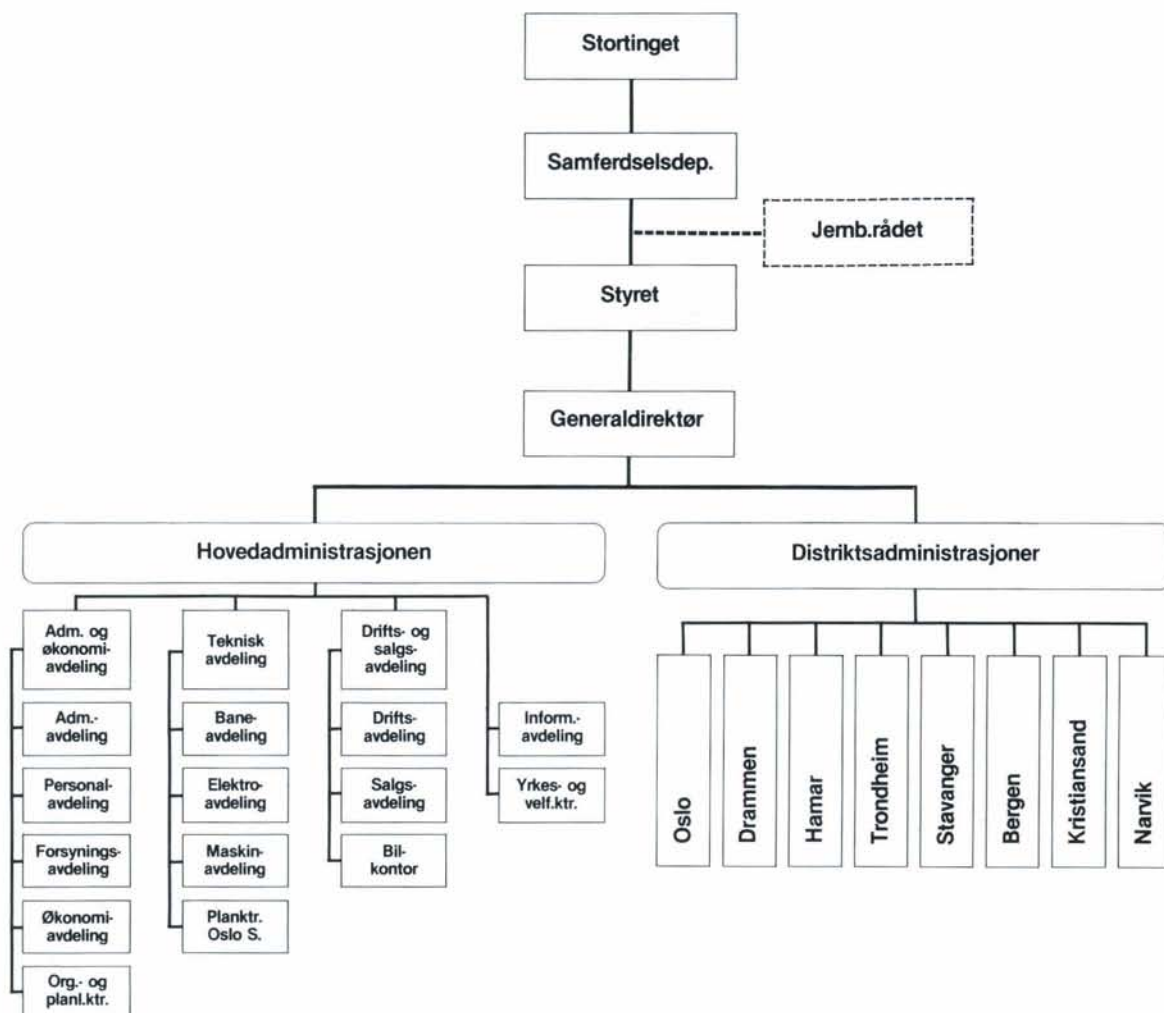 Stortinget
Samferdselsdep.
Jernb.rådet
Styret
Generaldirektør
Hovedadministrasjonen
Distriktsadministrasjoner
Adm. og
økonomi-
avdeling
Adm.-
avdeling
Personal-
avdeling
Forsynings-
avdeling
Økonomi-
avdeling
Org.- og
planl.ktr.
Teknisk
avdeling
Bane-
avdeling
Elektro-
avdeling
Maskin-
avdeling
Planktr.
Oslo S.
Drifts- og
salgs-
avdeling
Drifts-
avdeling
Salgs-
avdeling
Bil-
kontor
Inform.-
avdeling
Yrkes- og
velf.ktr.
Oslo
Drammen
Hamar
Trondheim
Stavanger
Bergen
Kristiansand
Narvik